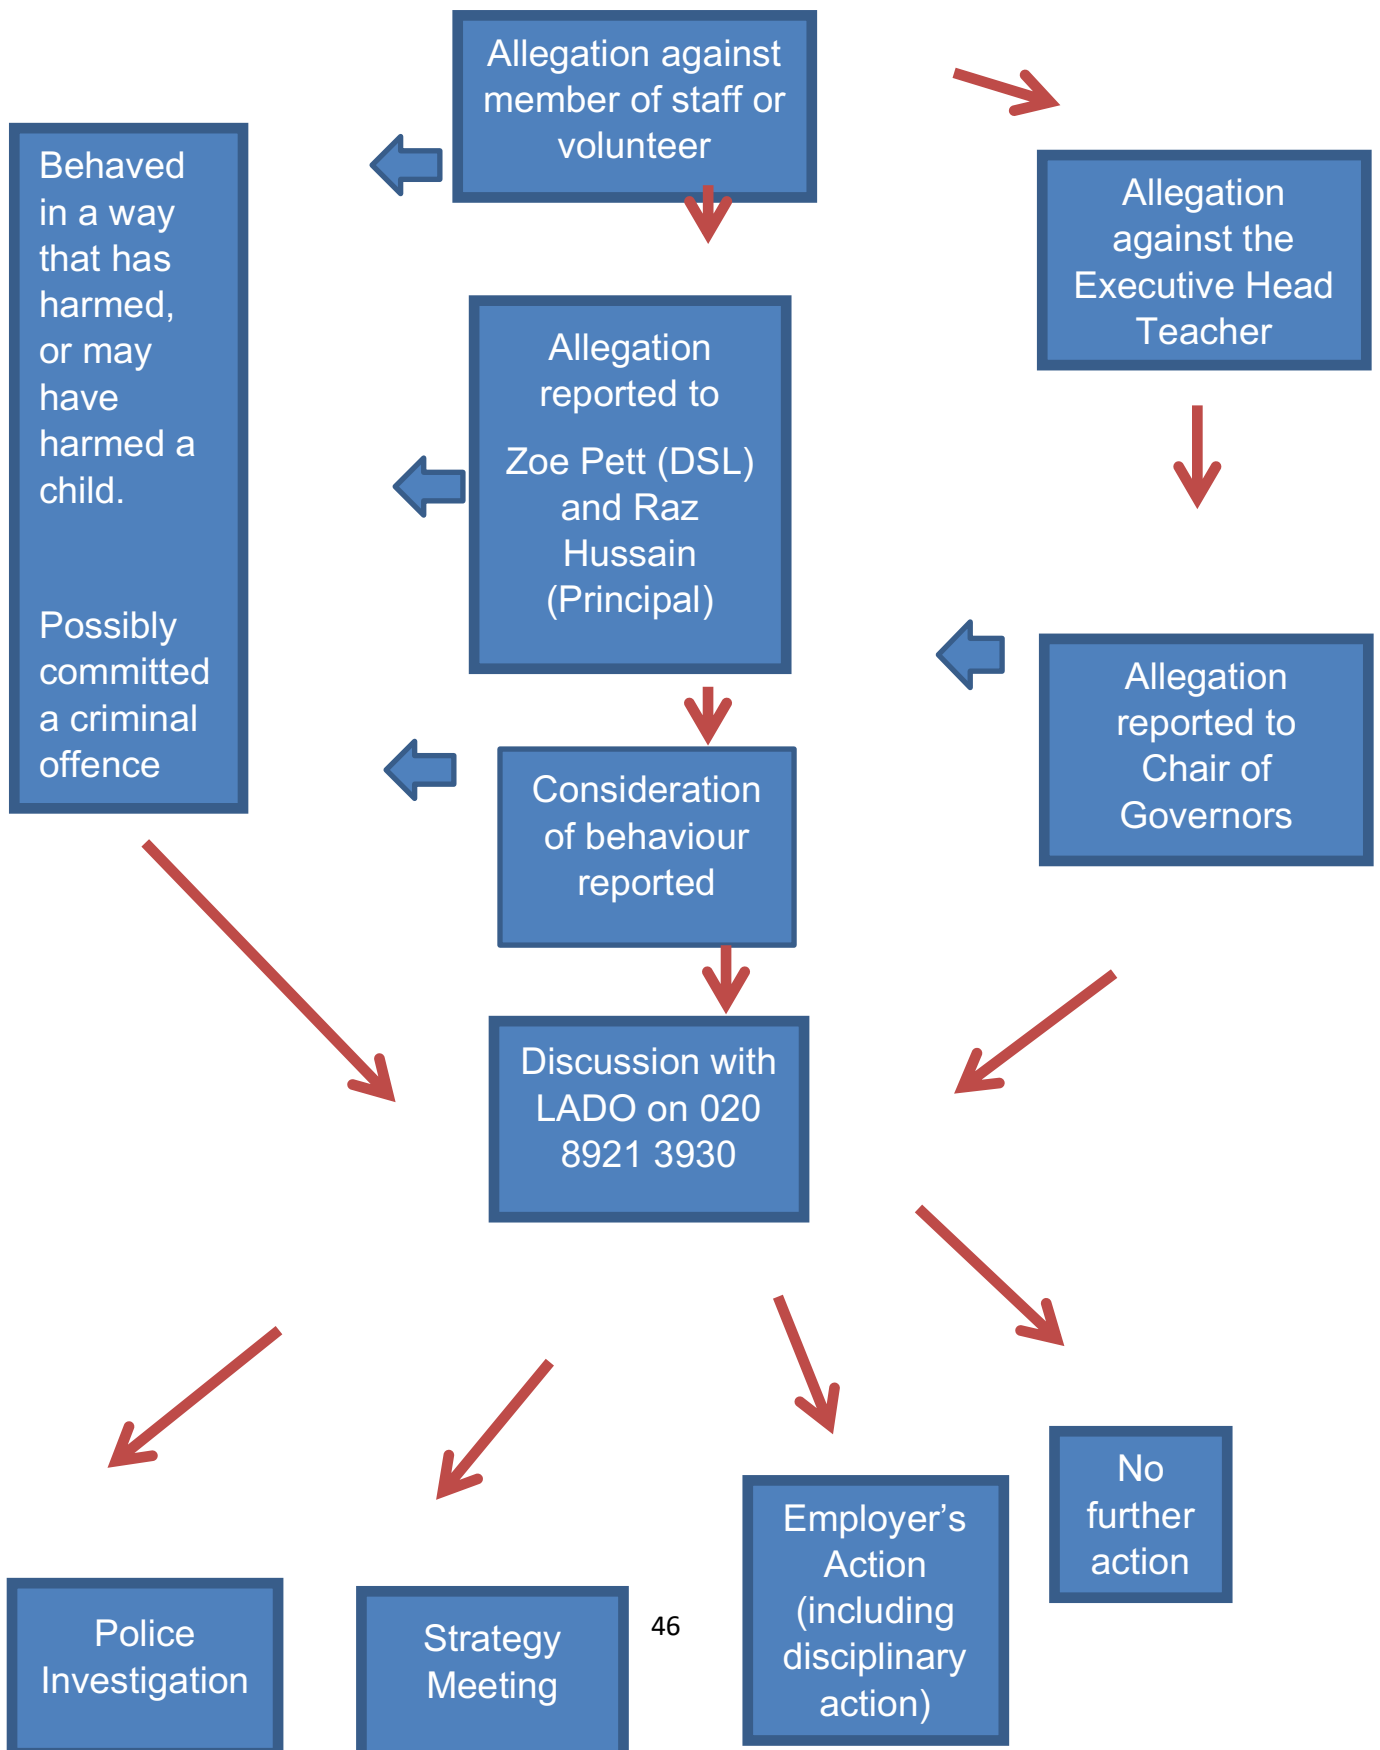 Allegation against
member of staff or
volunteer
Behaved
in a way
that has
harmed,
or may
have
harmed a
child.
Possibly
committed
a criminal
offence
Allegation
against the
Executive Head
Teacher
Allegation
reported to
Zoe Pett (DSL)
and Raz
Hussain
(Principal)
Allegation
reported to
Chair of
Governors
Consideration
of behaviour
reported
Discussion with
LADO on 020
8921 3930
Police
Investigation
Strategy
Meeting
Employer’s
Action
(including
disciplinary
action)
No
further
action
46